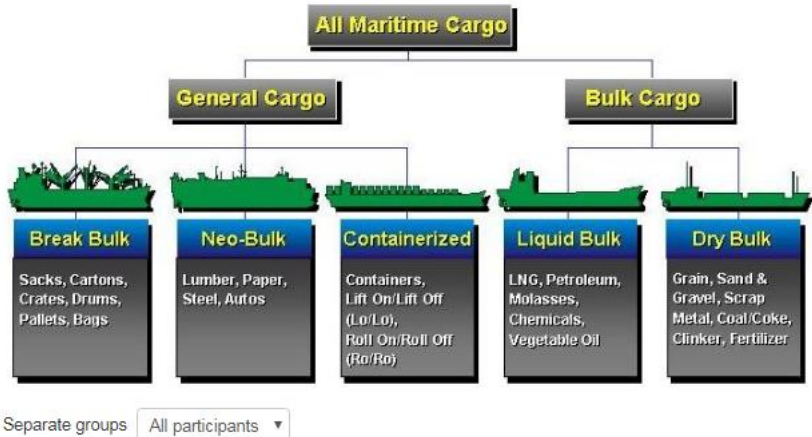 All Maritime Cargo
General Cargo
Bulk Cargo
Break Bulk
Sacks, Cartons,
Crates, Drums,
Pallets, Bags
Neo-Bulk
Lumber, Paper,
Steel, Autos
Containerized
Containers,
Lift On/Lift Off
(Lo/Lo),
Roll On/Roll Off
(Ro/Ro)
Liquid Bulk
LNG, Petroleum,
Molasses,
Chemicals,
Vegetable Oil
Dry Bulk
Grain, Sand &
Gravel, Scrap
Metal, Coal/Coke,
Clinker, Fertilizer
Separate groups All participants